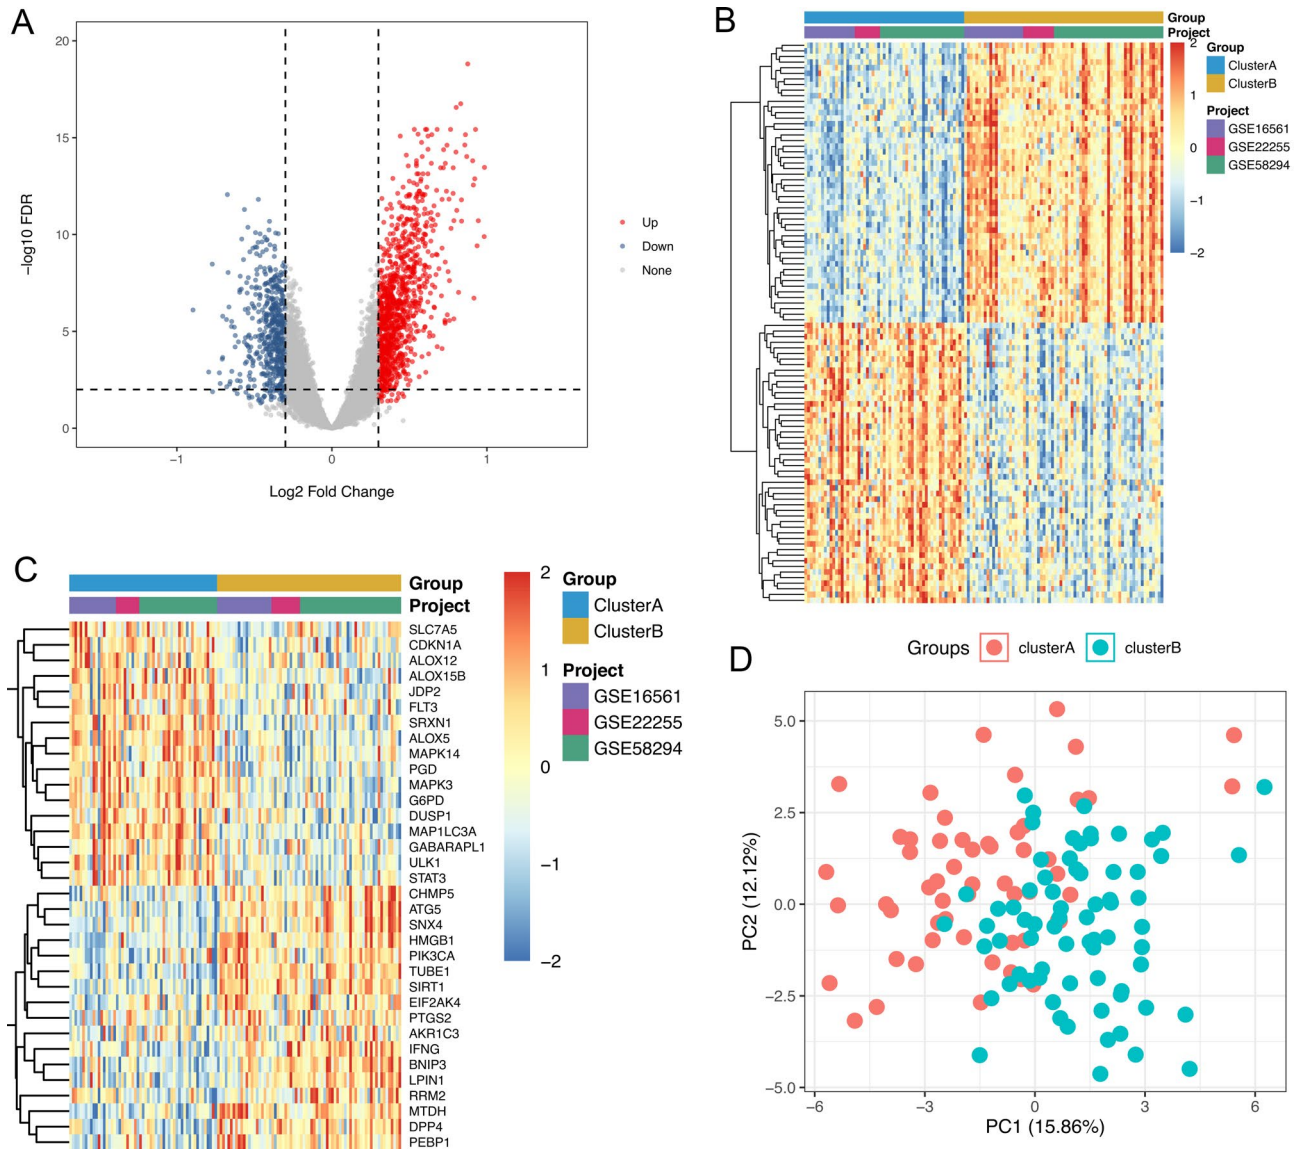 A
20
15
10
5
0
−1
0
1
−log10 FDR
Log2 Fold Change
Up
Down
None
B
Group
Project
2
1
0
−1
−2
Group
ClusterA
ClusterB
Project
GSE16561
GSE22255
GSE58294
C
Group
Project
SLC7A5
CDKN1A
ALOX12
ALOX15B
JDP2
FLT3
SRXN1
ALOX5
MAPK14
PGD
MAPK3
G6PD
DUSP1
MAP1LC3A
GABARAPL1
ULK1
STAT3
CHMP5
ATG5
SNX4
HMGB1
PIK3CA
TUBE1
SIRT1
EIF2AK4
PTGS2
AKR1C3
IFNG
BNIP3
LPIN1
RRM2
MTDH
DPP4
PEBP1
2
1
0
−1
−2
Group
ClusterA
ClusterB
Project
GSE16561
GSE22255
GSE58294
D
Groups clusterA clusterB
5.0
2.5
0.0
−2.5
−5.0
−6
−3
0
3
6
PC2 (12.12%)
PC1 (15.86%)